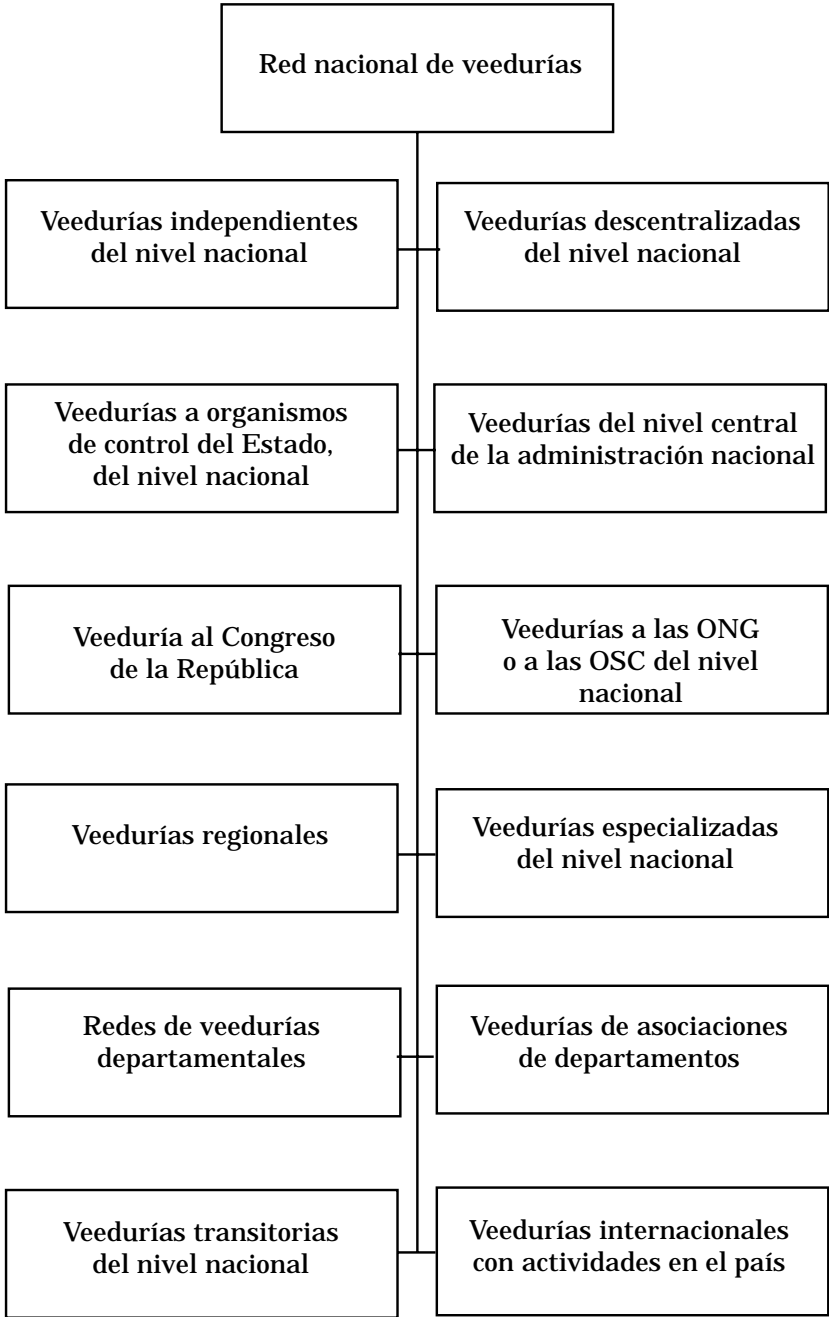 Red nacional de veedurías
Veedurías independientes
del nivel nacional
Veedurías descentralizadas
del nivel nacional
Veedurías a organismos
de control del Estado,
del nivel nacional
Veedurías del nivel central
de la administración nacional
Veeduría al Congreso
de la República
Veedurías a las ONG
o a las OSC del nivel
nacional
Veedurías regionales
Veedurías especializadas
del nivel nacional
Redes de veedurías
departamentales
Veedurías de asociaciones
de departamentos
Veedurías transitorias
del nivel nacional
Veedurías internacionales
con actividades en el país